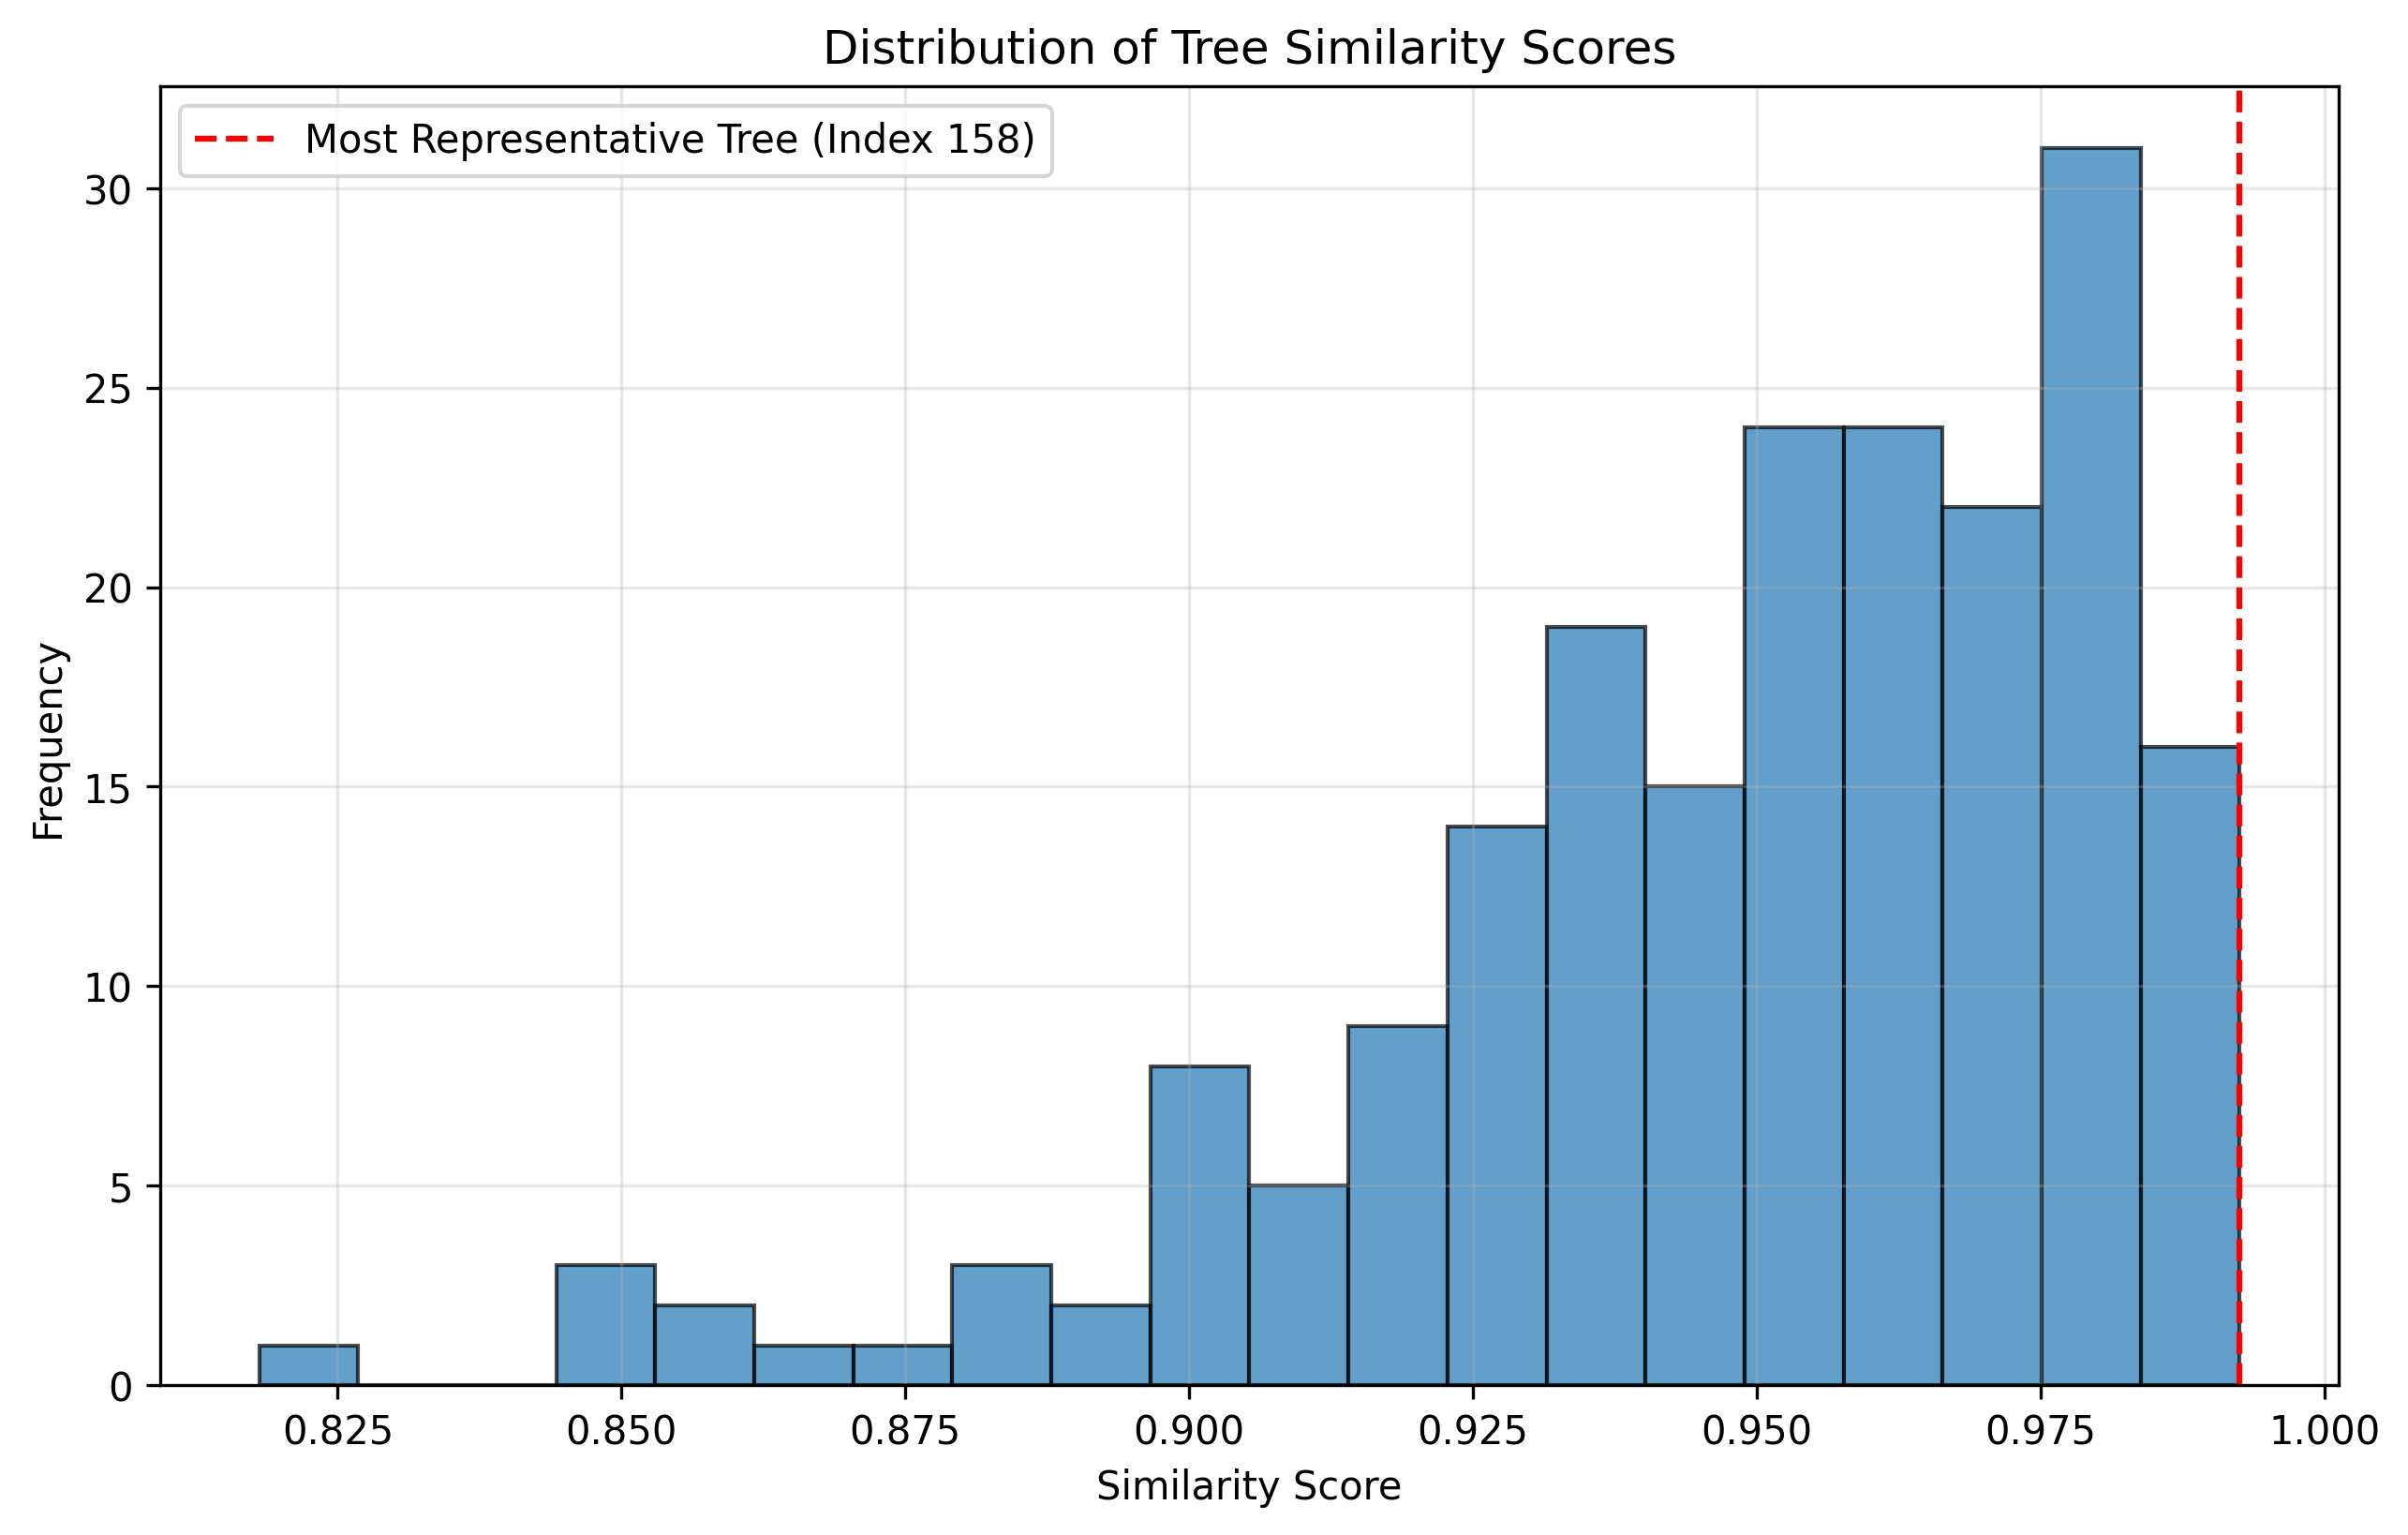 Distribution of Tree Similarity Scores
Most Representative Tree (Index 158)
30
25
20
15
10
5
0
Frequency
0.825 0.850 0.875 0.900 0.925 0.950 0.975 1.000
Similarity Score